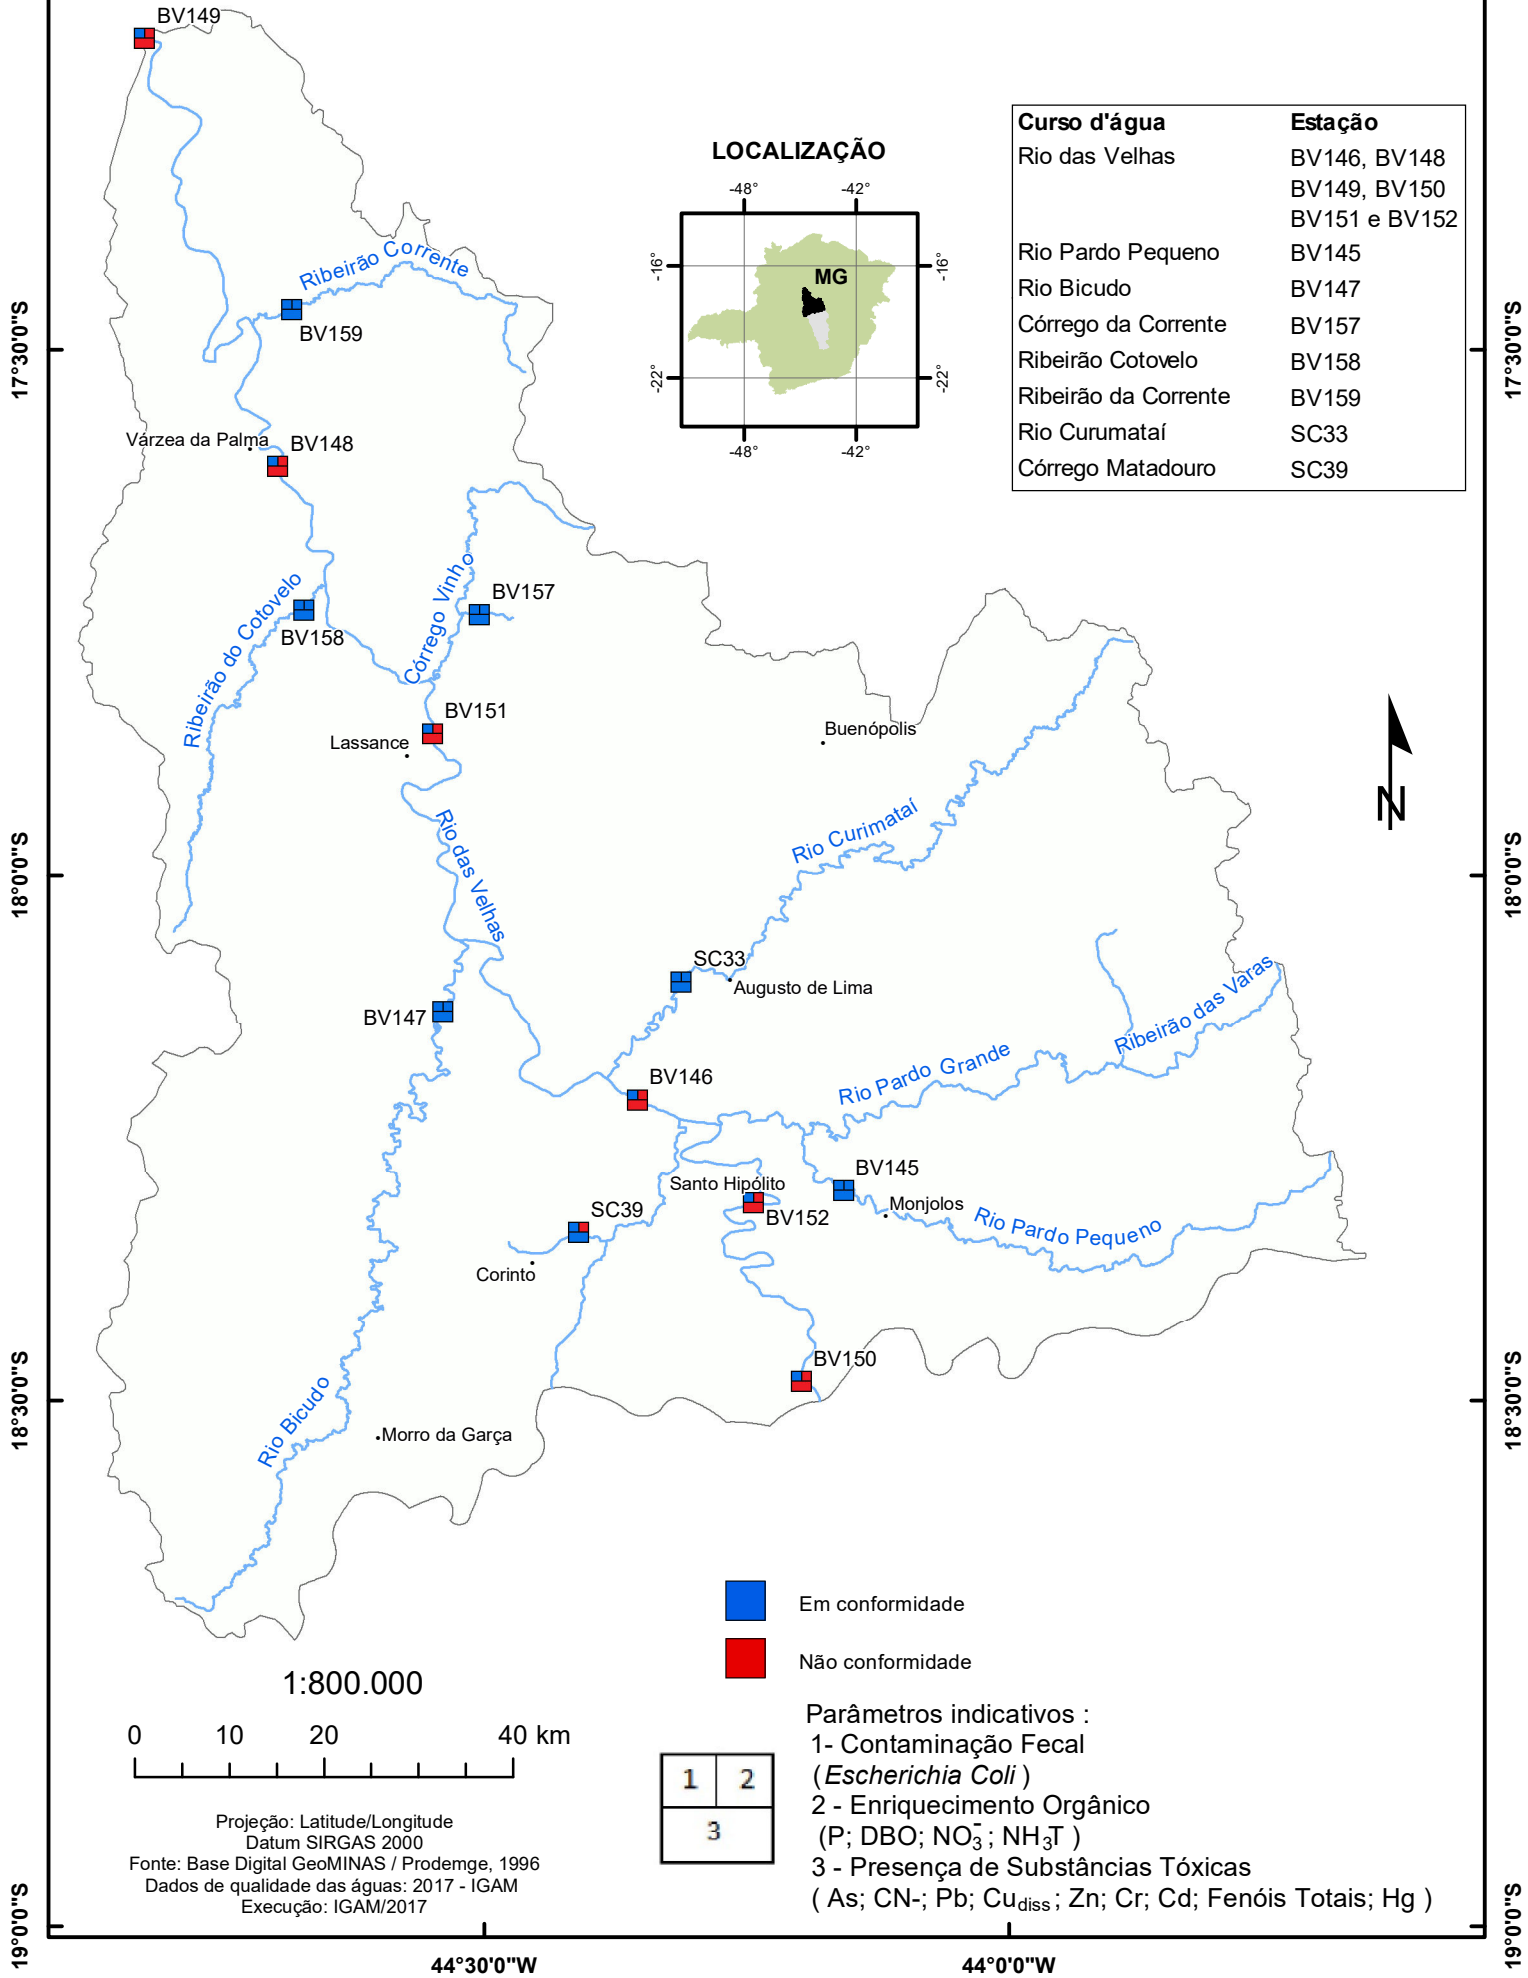 BV149
LOCALIZAÇÃO
-48° -42°
-16° -16°
MG
-22° -22°
-48° -42°
Curso d'água Estação
Rio das Velhas BV146, BV148
BV149, BV150
BV151 e BV152
Rio Pardo Pequeno BV145
Rio Bicudo BV147
Córrego da Corrente BV157
Ribeirão Cotovelo BV158
Ribeirão da Corrente BV159
Rio Curumataí SC33
Córrego Matadouro SC39
Ribeirão Corrente
BV159
17°30'0"S 17°30'0"S
Várzea da Palma
BV148
Córrego Vinho
BV157
Ribeirão do Cotovelo
BV158
BV151
Lassance
Buenópolis
N
Rio das Velhas
Rio Curimataí
18°0'0"S 18°0'0"S
SC33
Augusto de Lima
BV147
Ribeirão das Varas
Rio Pardo Grande
BV146
BV145
Santo Hipólito
BV152
Monjolos
Rio Pardo Pequeno
SC39
Corinto
BV150
18°30'0"S 18°30'0"S
Rio Bicudo
Morro da Garça
Em conformidade
Não conformidade
1:800.000
0 10 20 40 km
Projeção: Latitude/Longitude
Datum SIRGAS 2000
Fonte: Base Digital GeoMINAS / Prodemge, 1996
Dados de qualidade das águas: 2017 - IGAM
Execução: IGAM/2017
1 2
3
Parâmetros indicativos :
1- Contaminação Fecal
(Escherichia Coli )
2 - Enriquecimento Orgânico
(P; DBO; NO₃⁻; NH₃T )
3 - Presença de Substâncias Tóxicas
( As; CN-; Pb; Cu<sub>diss</sub>; Zn; Cr; Cd; Fenóis Totais; Hg )
19°0'0"S 19°0'0"S
44°30'0"W 44°0'0"W